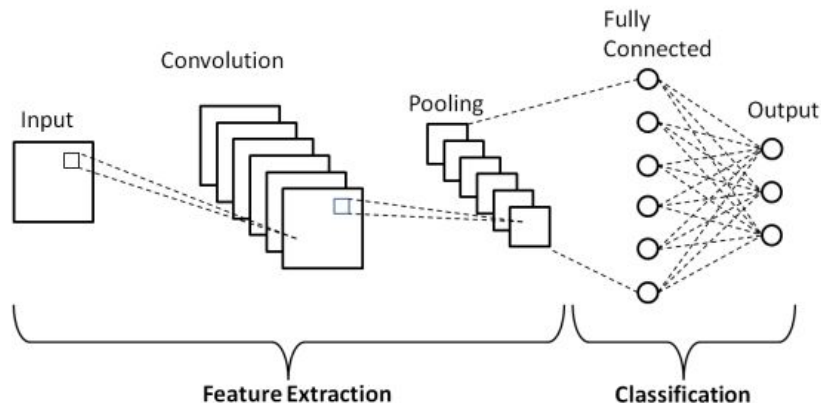 Fully
Connected
Convolution
Pooling
Output
Input
Feature Extraction
Classification